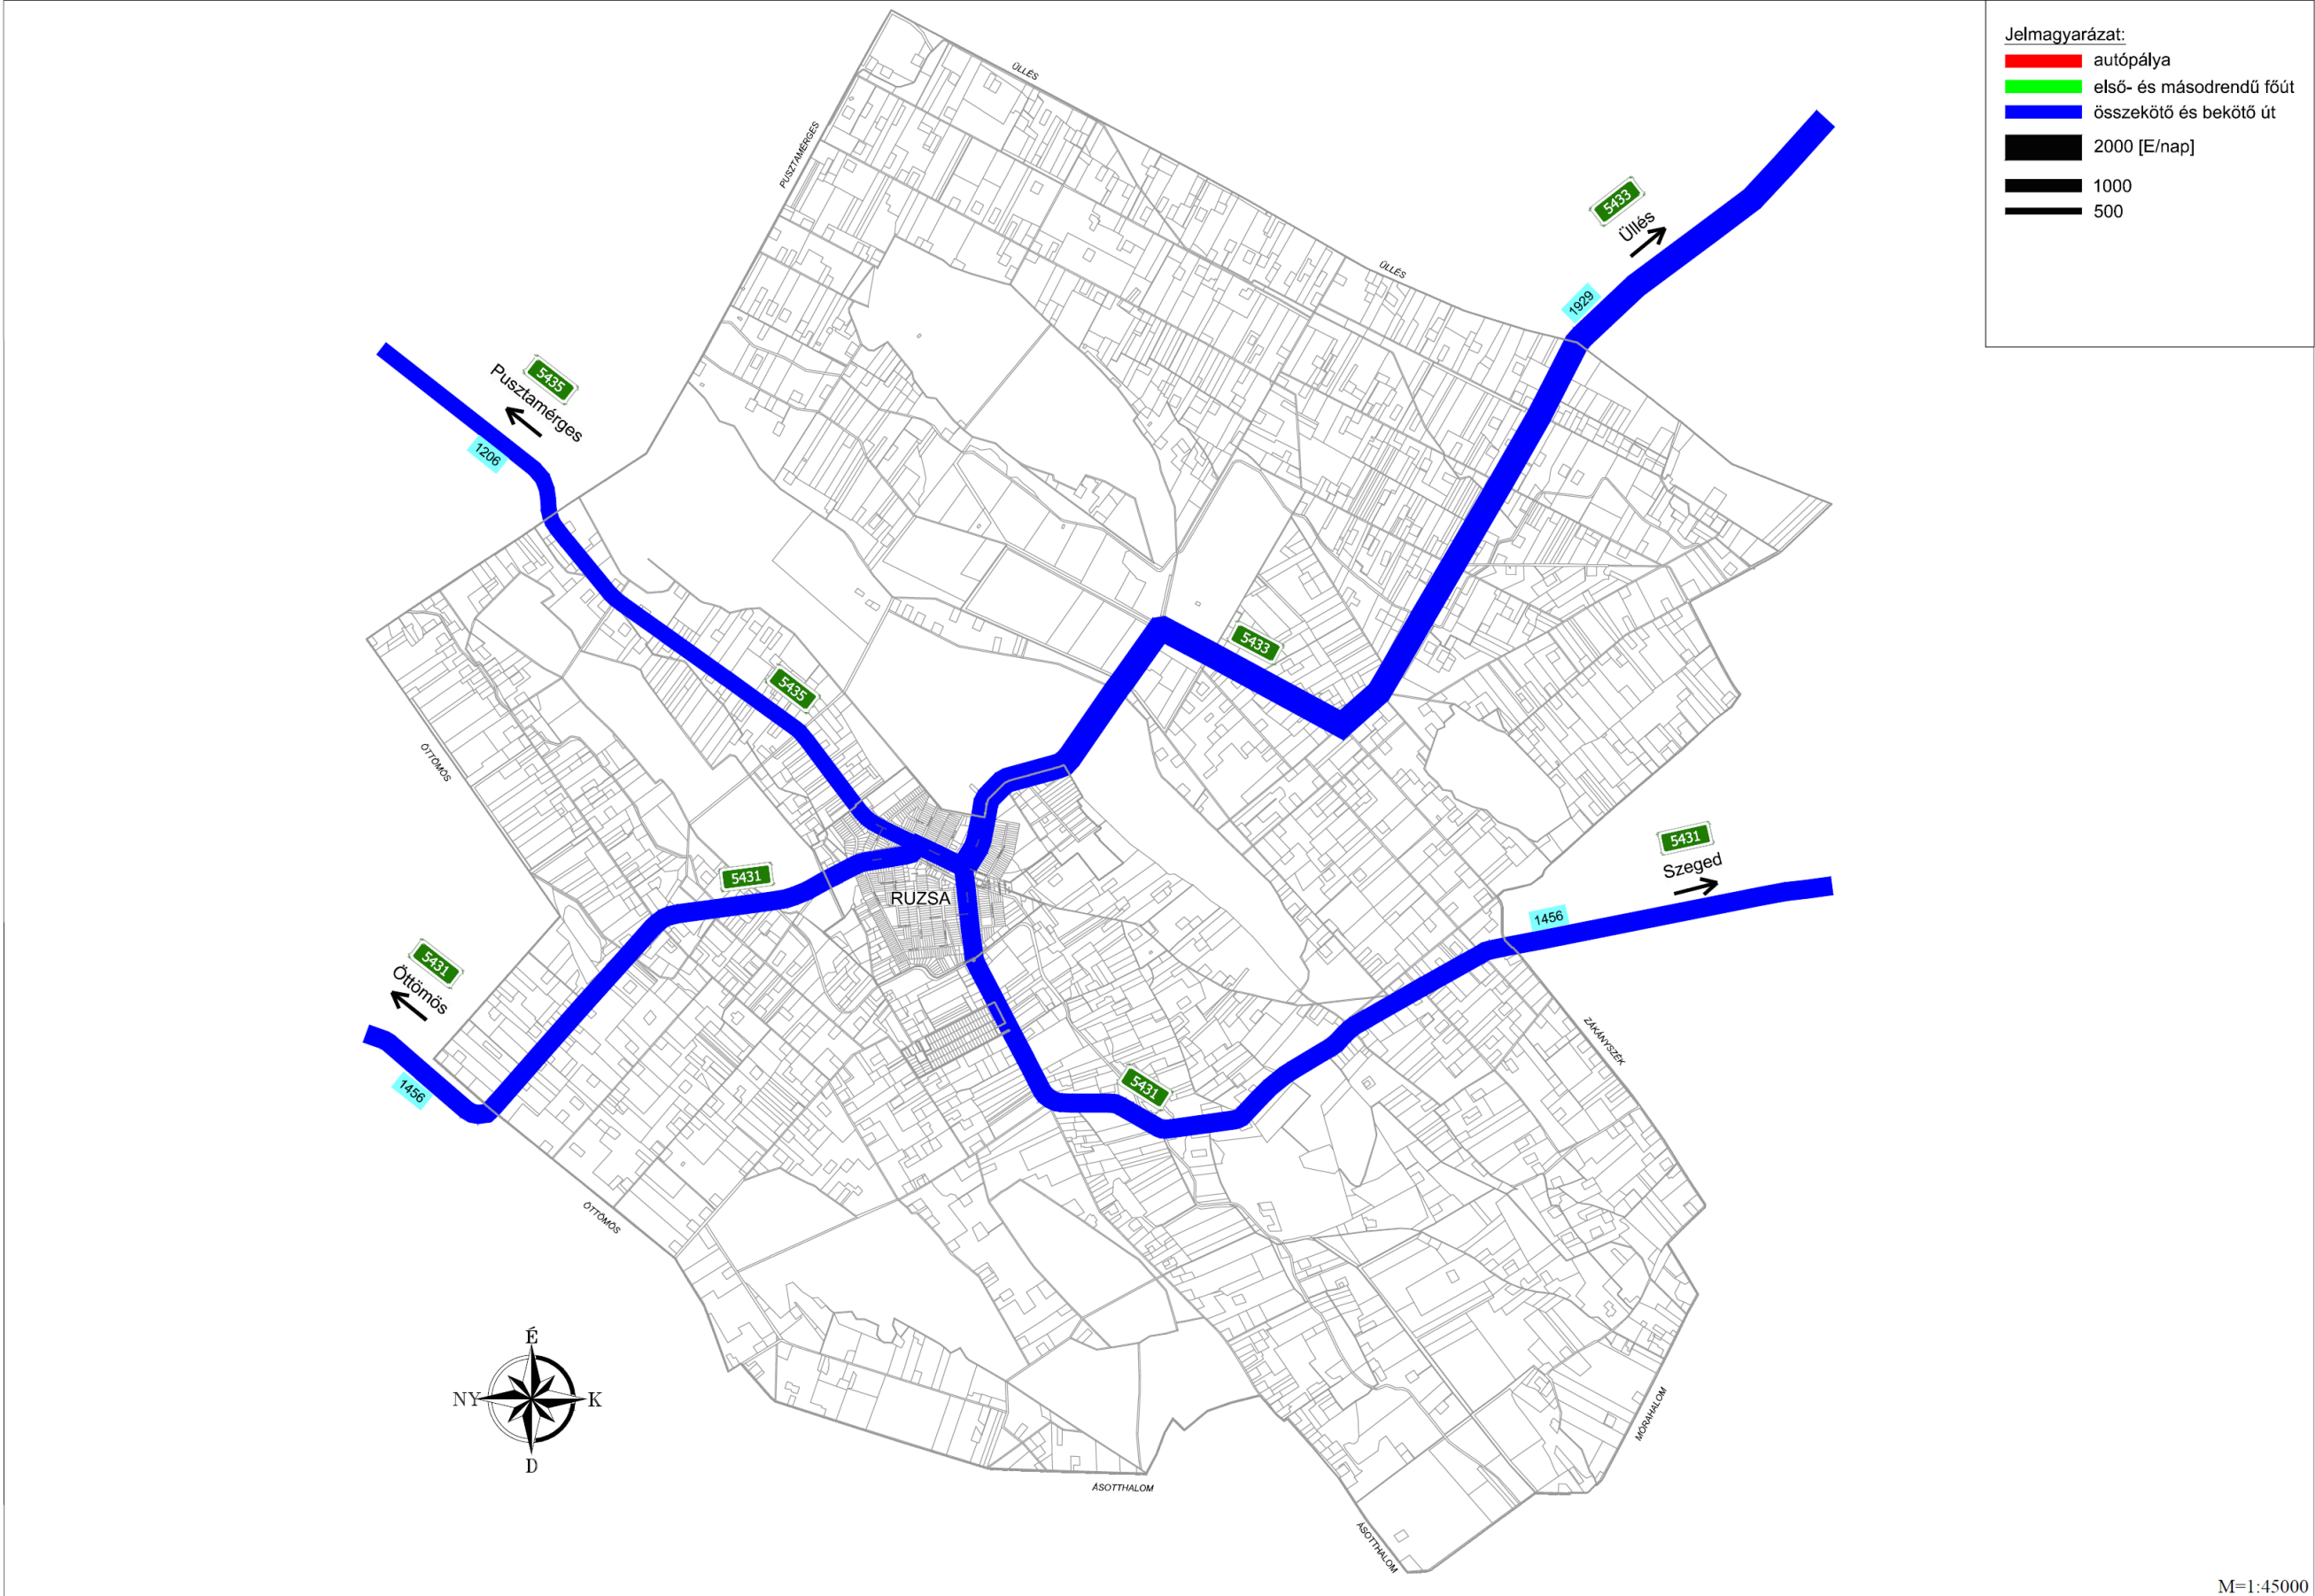 Jelmagyarázat:
autópálya
első- és másodrendű főút
összekötő és bekötő út
2000 [E/nap]
1000
500
ÜLLÉS
PUSZTAMÉRGES
5433
Üllés
ÜLLÉS
1929
5435
Pusztamérges
1206
5433
5435
ÖTTÖMÖS
5431
Szeged
5431
RUZSA
1456
5431
Öttömös
ZÁKÁNYSZÉK
1456
5431
ÖTTÖMÖS
É
NY
K
D
MÓRAHALOM
ÁSOTTHALOM
ÁSOTTHALOM
M=1:45000